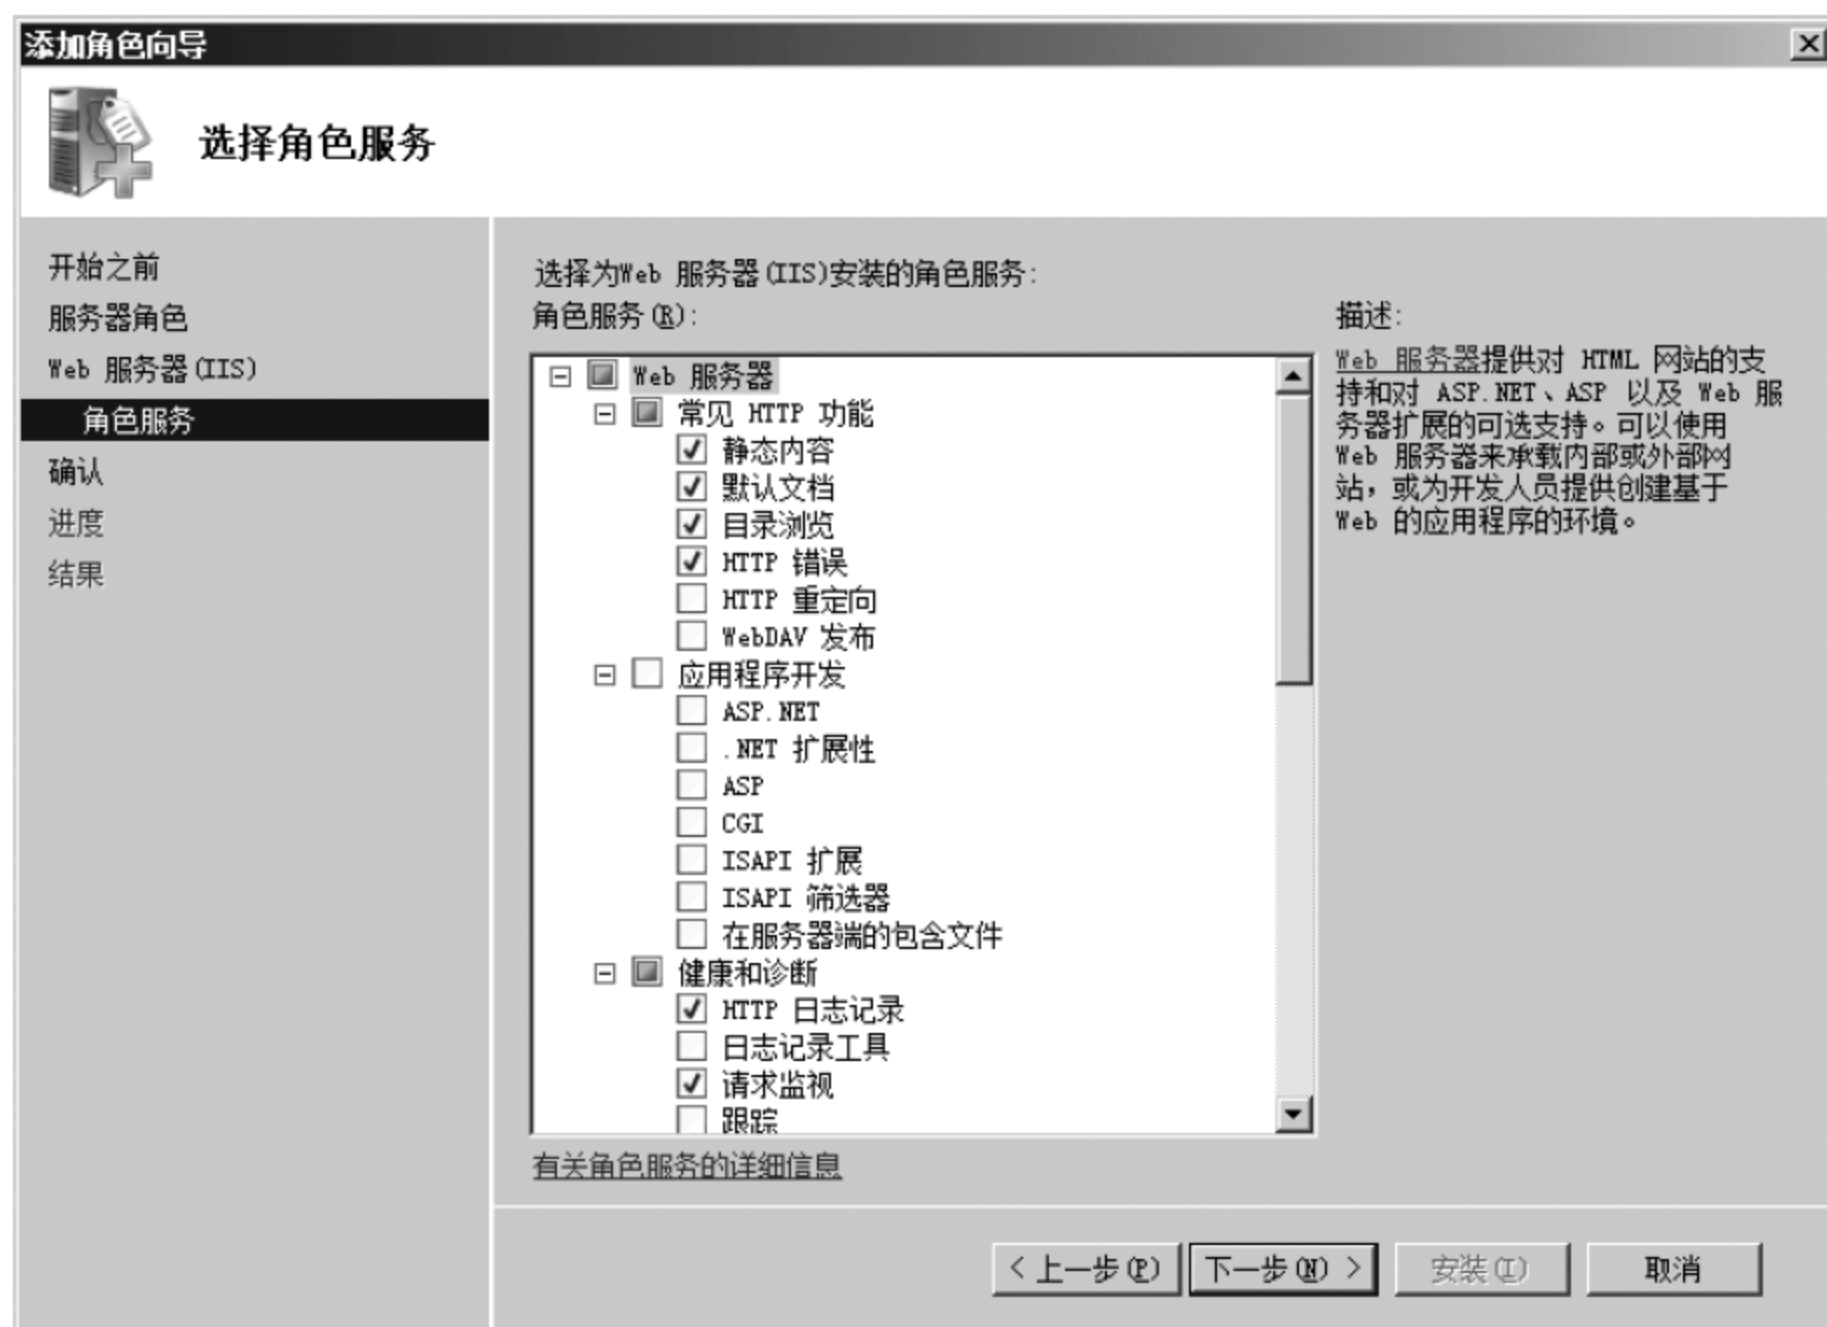 添加角色向导
选择角色服务
开始之前
服务器角色
Web 服务器(IIS)
角色服务
确认
进度
结果
选择为Web 服务器(IIS)安装的角色服务:
角色服务(R):
Web 服务器
常见 HTTP 功能
静态内容
默认文档
目录浏览
HTTP 错误
HTTP 重定向
WebDAV 发布
应用程序开发
ASP.NET
.NET 扩展性
ASP
CGI
ISAPI 扩展
ISAPI 筛选器
在服务器端的包含文件
健康和诊断
HTTP 日志记录
日志记录工具
请求监视
跟踪
有关角色服务的详细信息
描述:
Web 服务器提供对 HTML 网站的支
持和对 ASP.NET、ASP 以及 Web 服
务器扩展的可选支持。可以使用
Web 服务器来承载内部或外部网
站，或为开发人员提供创建基于
Web 的应用程序的环境。
< 上一步(P)
下一步(N) >
安装(I)
取消